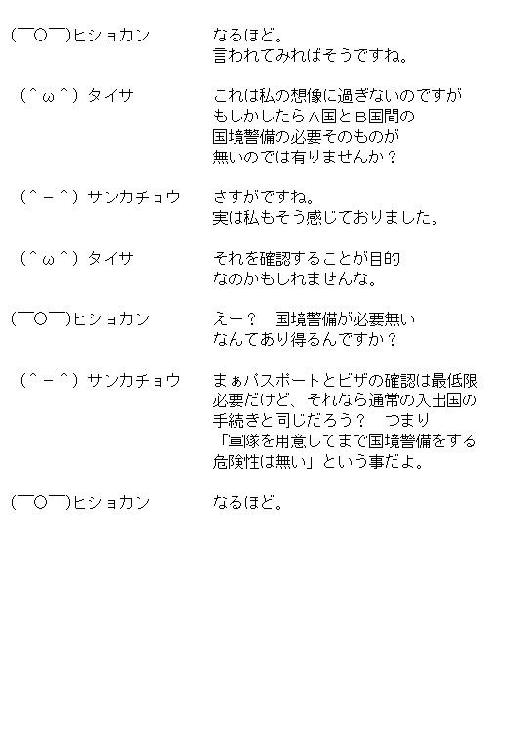 (￣○￣)ヒショカン　なるほど。
言われてみればそうですね。
（＾ω＾）タイサ　これは私の想像に過ぎないのですが
もしかしたらＡ国とＢ国間の
国境警備の必要そのものが
無いのでは有りませんか？
（＾－＾）サンカチョウ　さすがですね。
実は私もそう感じておりました。
（＾ω＾）タイサ　それを確認することが目的
なのかもしれませんな。
(￣○￣)ヒショカン　えー？　国境警備が必要無い
なんてあり得るんですか？
（＾－＾）サンカチョウ　まぁパスポートとビザの確認は最低限
必要だけど、それなら通常の入出国の
手続きと同じだろう？　つまり
「軍隊を用意してまで国境警備をする
危険性は無い」という事だよ。
(￣○￣)ヒショカン　なるほど。